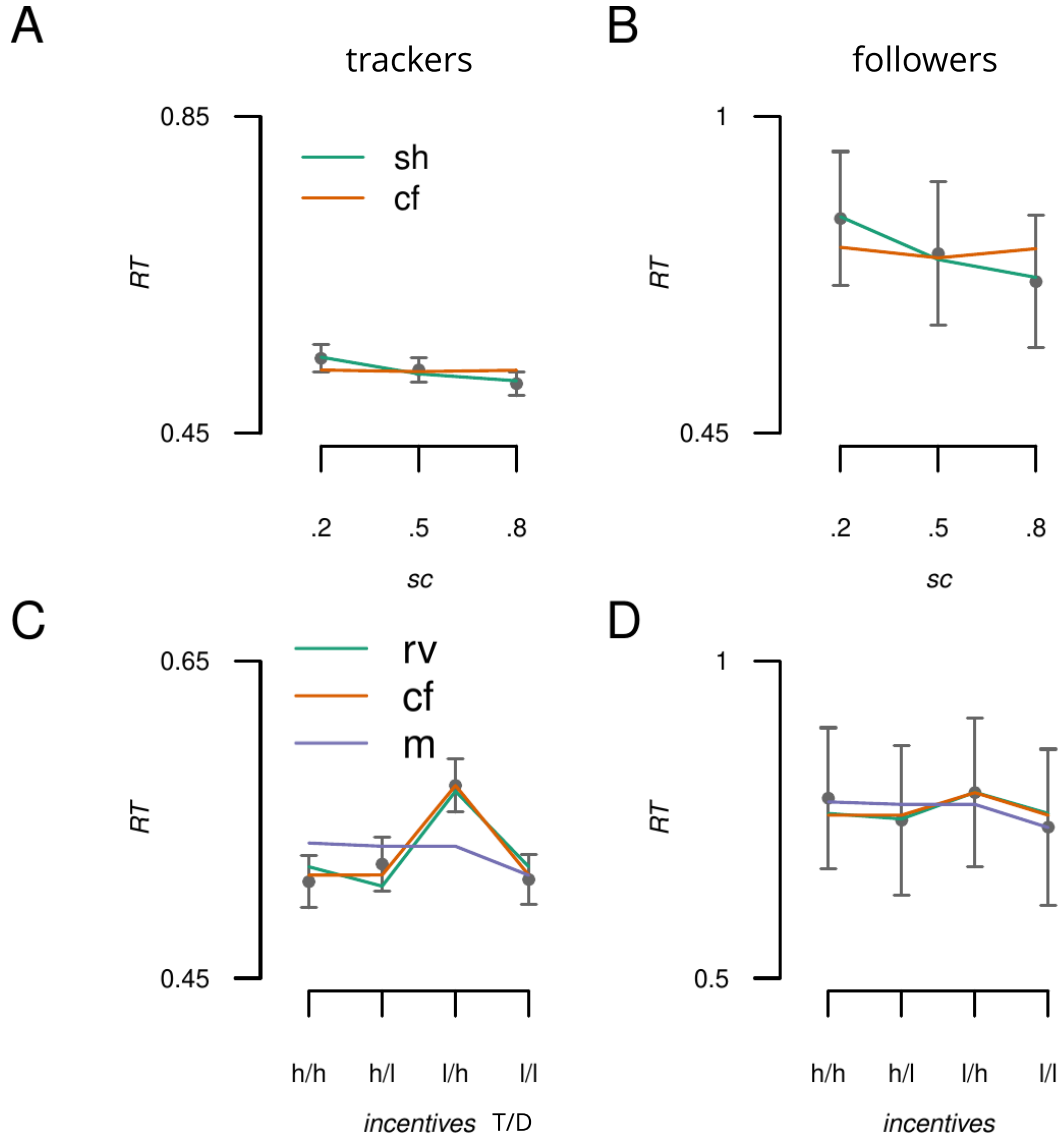 A
B
trackers
followers
0.85
sh
cf
RT
0.45
.2 .5 .8
sc
1
RT
0.45
.2 .5 .8
sc
C
D
0.65
rv
cf
m
RT
0.45
h/h h/l l/h l/l
incentives T/D
1
RT
0.5
h/h h/l l/h l/l
incentives